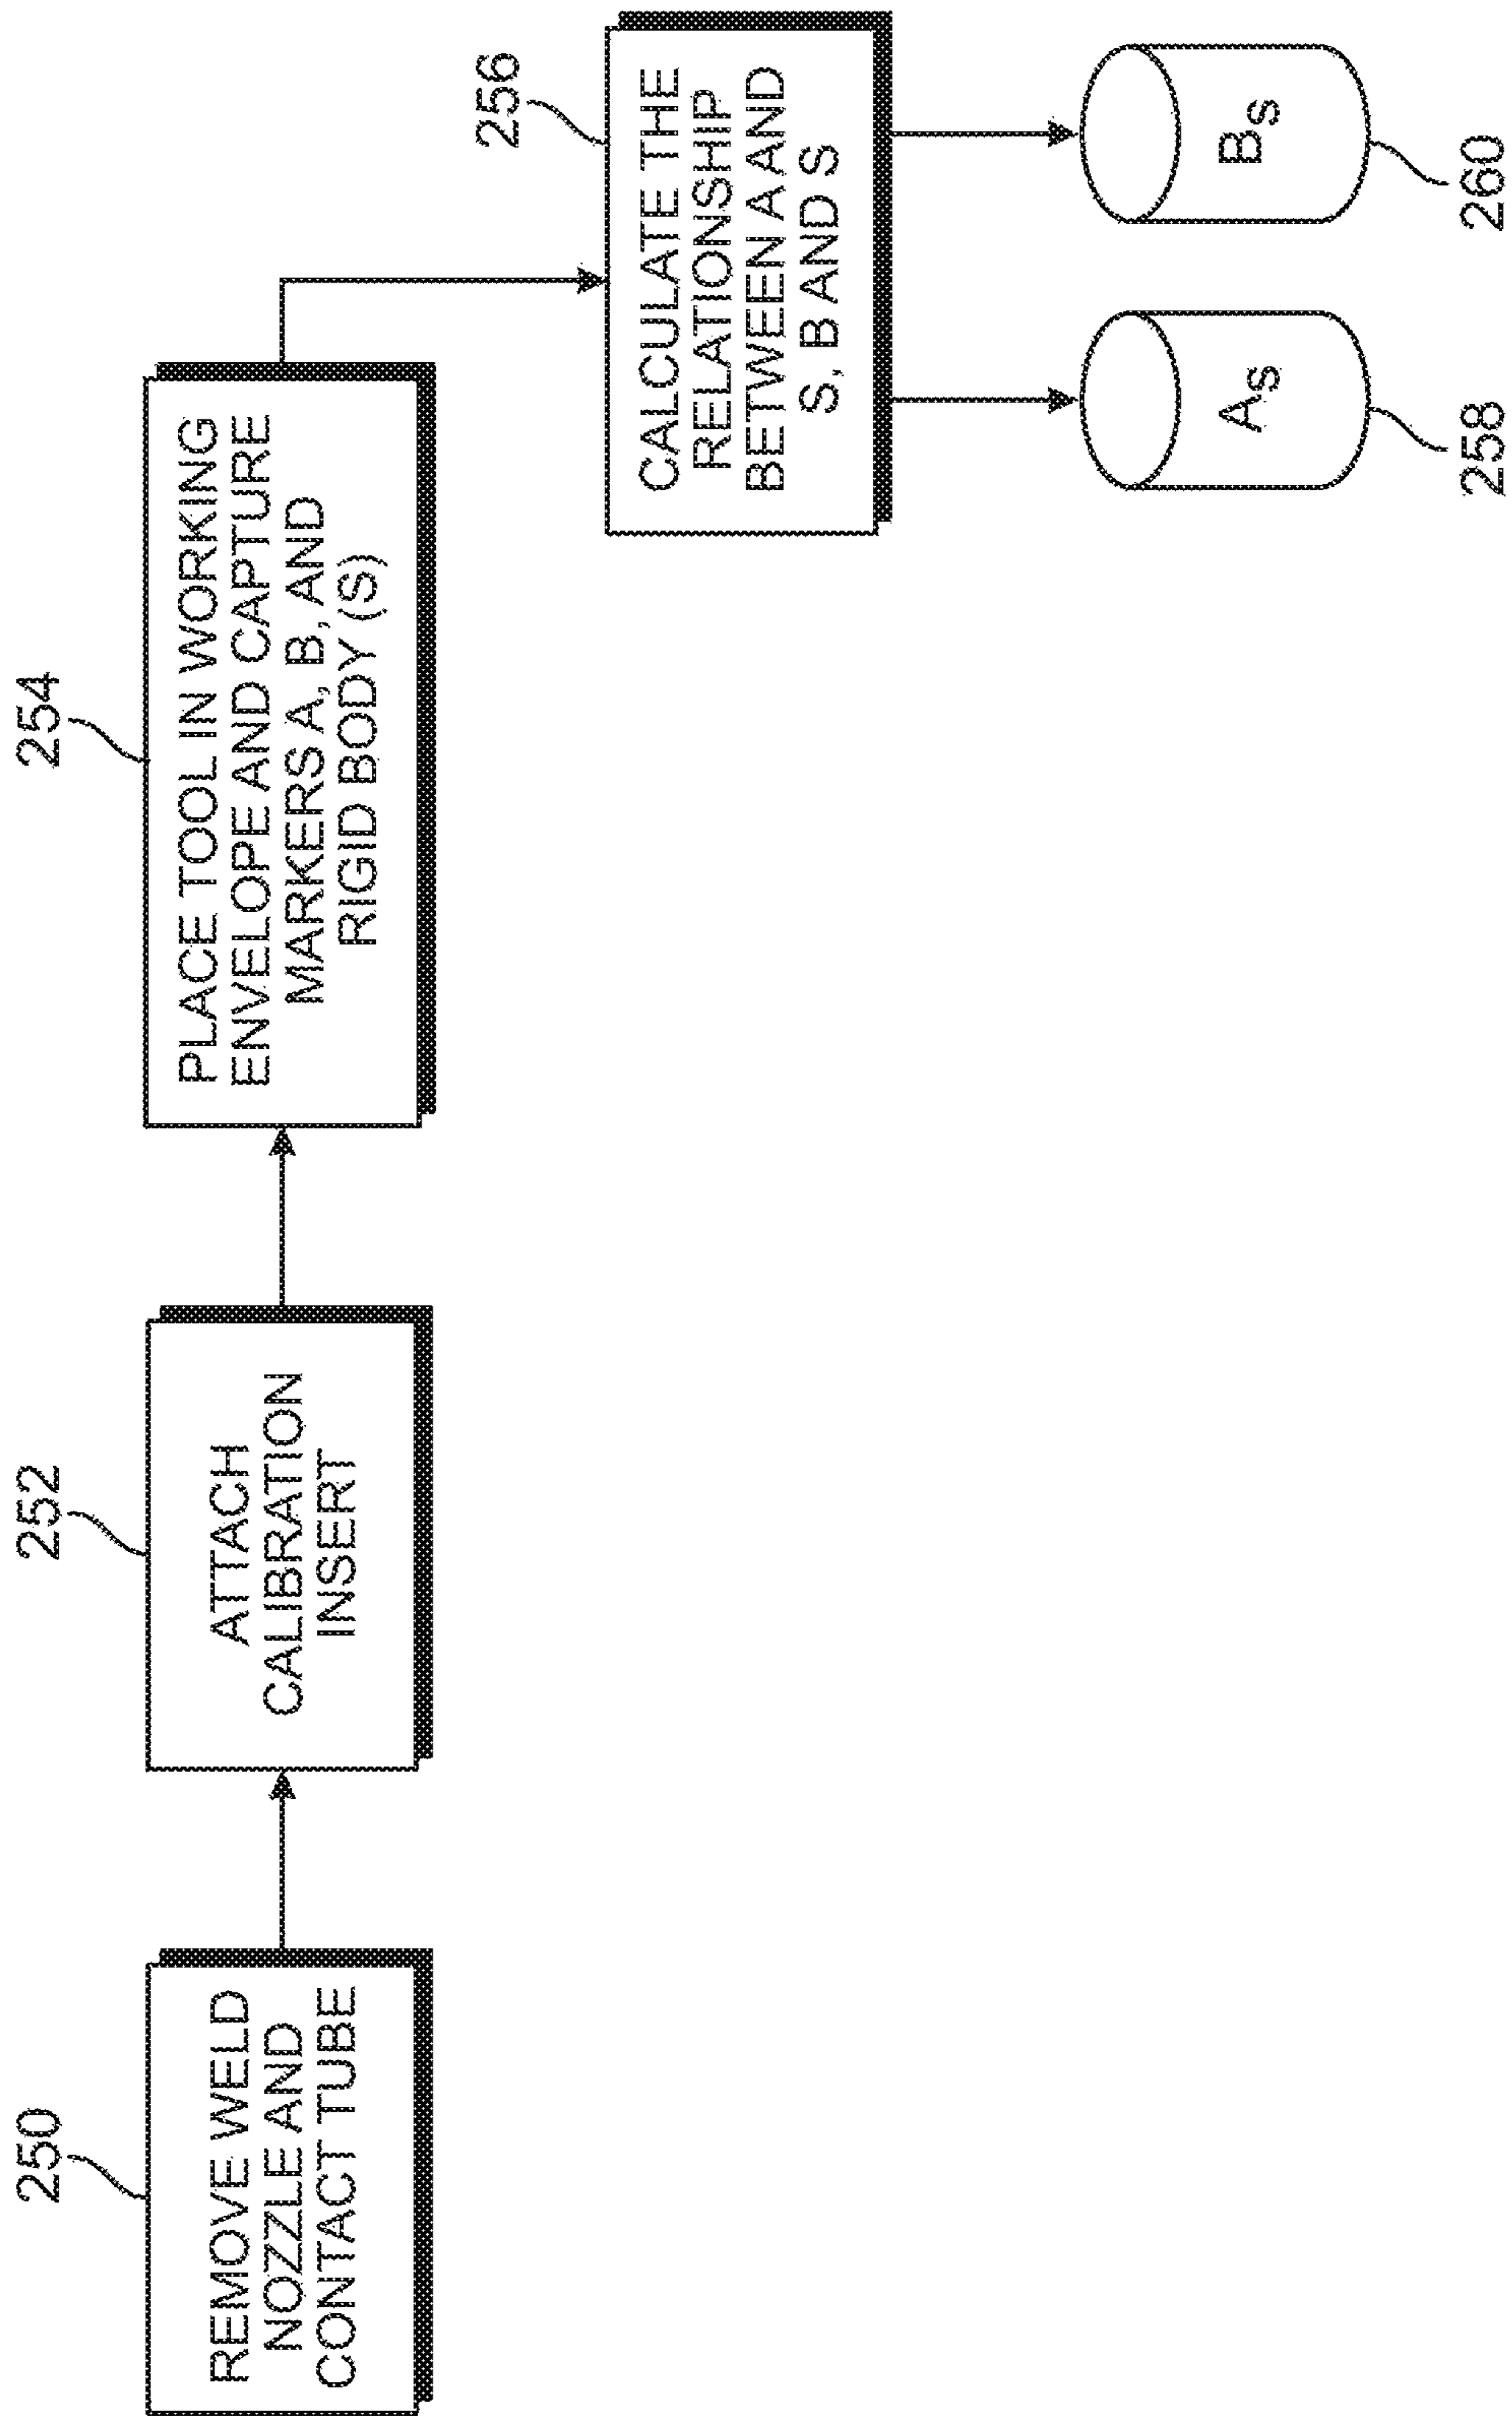 250
REMOVE WELD
NOZZLE AND
CONTACT TUBE
252
ATTACH
CALIBRATION
INSERT
254
PLACE TOOL IN WORKING
ENVELOPE AND CAPTURE
MARKERS A, B, AND
RIGID BODY (S)
256
CALCULATE THE
RELATIONSHIP
BETWEEN A AND
S, B AND S
As
258
Bs
260